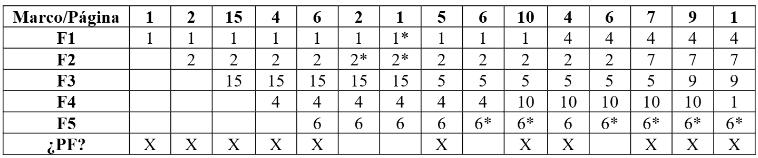 Marco/Página 1 2 15 4 6 2 1 5 6 10 4 6 7 9 1
F1 1 1 1 1 1 1 1* 1 1 1 4 4 4 4 4
F2 2 2 2 2 2* 2* 2 2 2 2 2 7 7 7
F3 15 15 15 15 15 5 5 5 5 5 5 9 9
F4 4 4 4 4 4 4 10 10 10 10 10 1
F5 6 6 6 6 6* 6* 6 6* 6* 6* 6*
¿PF? X X X X X X X X X X X